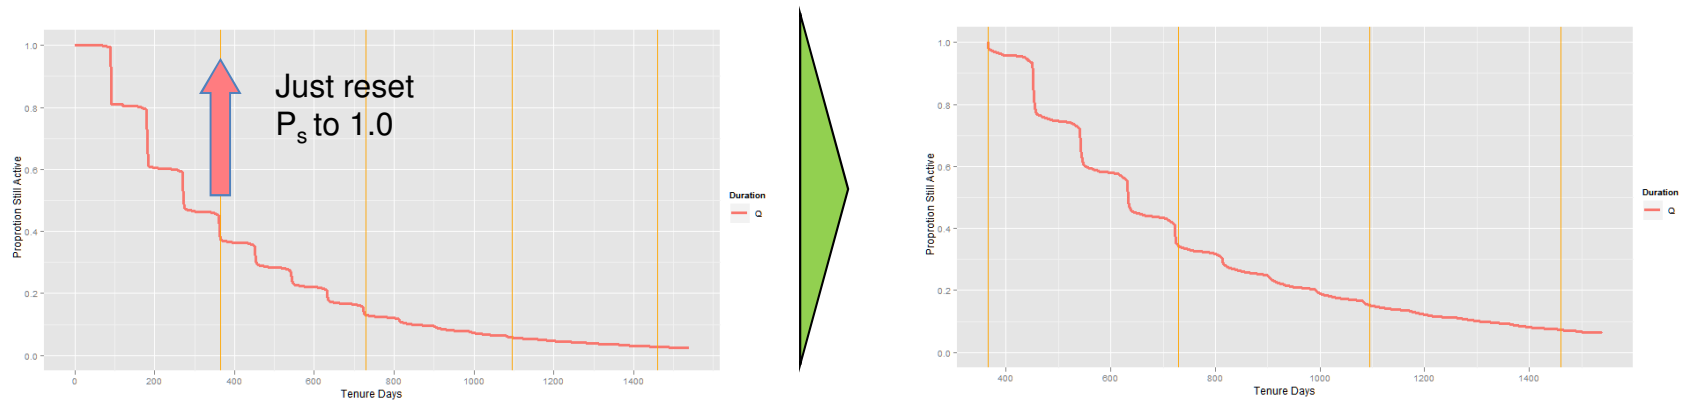 Just reset
Ps to 1.0
Proprotion Still Active
1.0
0.8
0.6
0.4
0.2
0.0
0 200 400 600 800 1000 1200 1400
Tenure Days
Duration
Q
Proprotion Still Active
1.0
0.8
0.6
0.4
0.2
0.0
400 600 800 1000 1200 1400
Tenure Days
Duration
Q